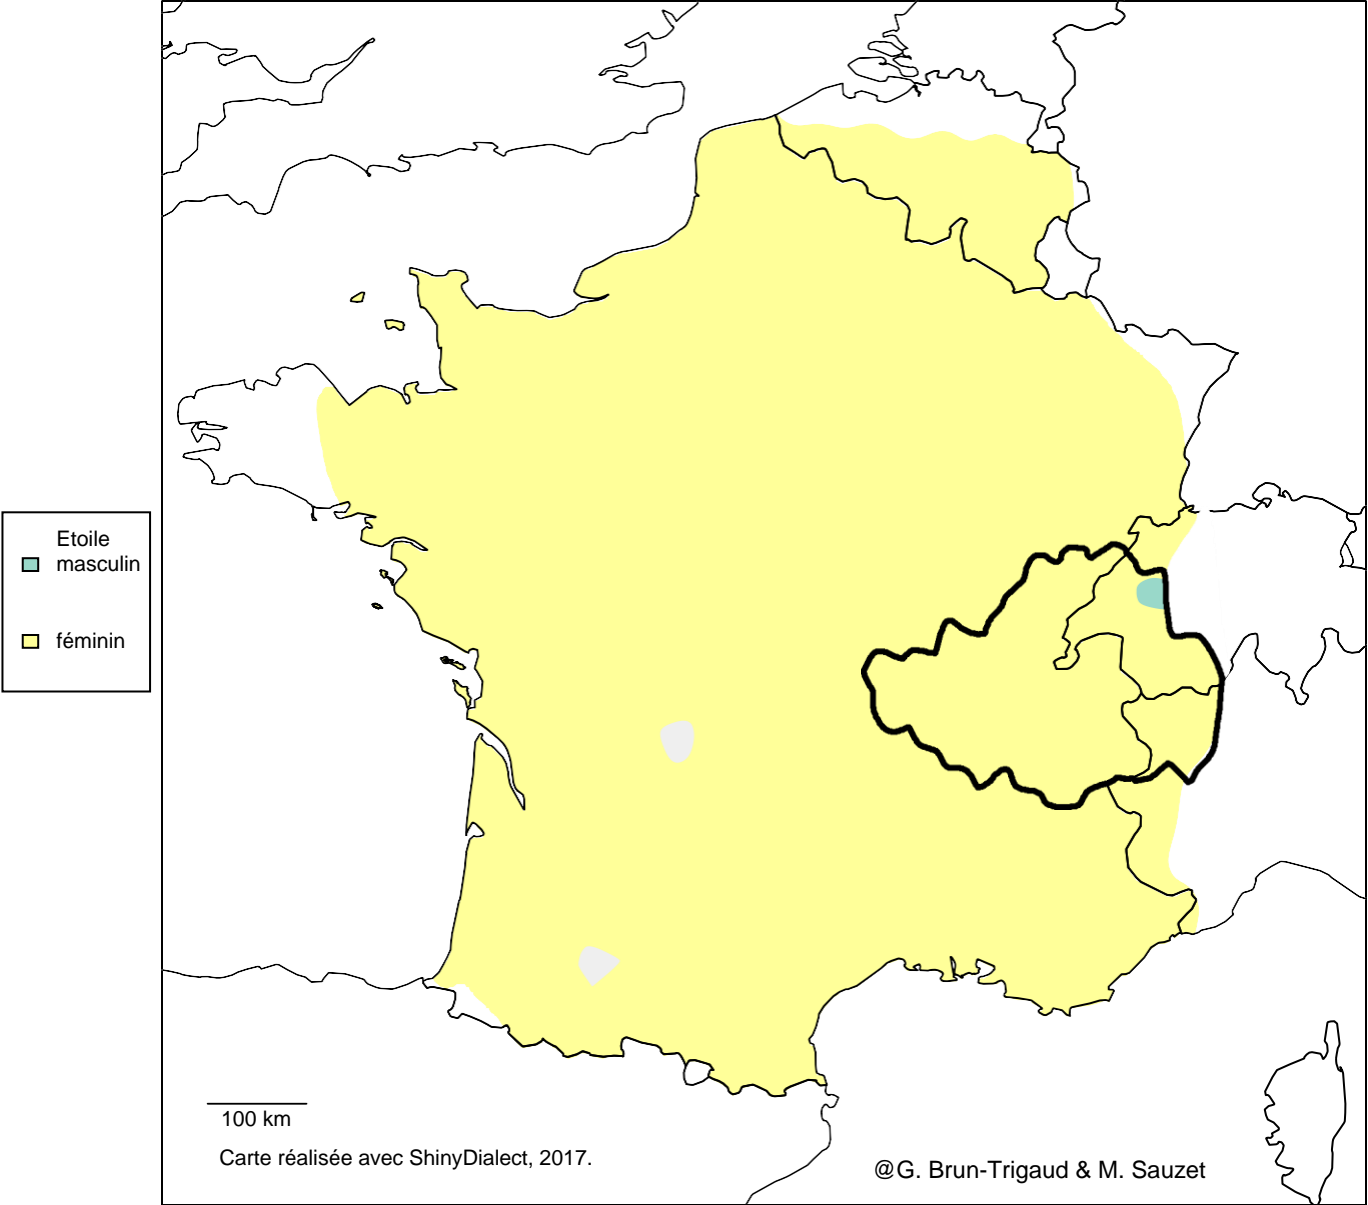 Etoile
masculin
féminin
100 km
Carte réalisée avec ShinyDialect, 2017.
@G. Brun-Trigaud & M. Sauzet